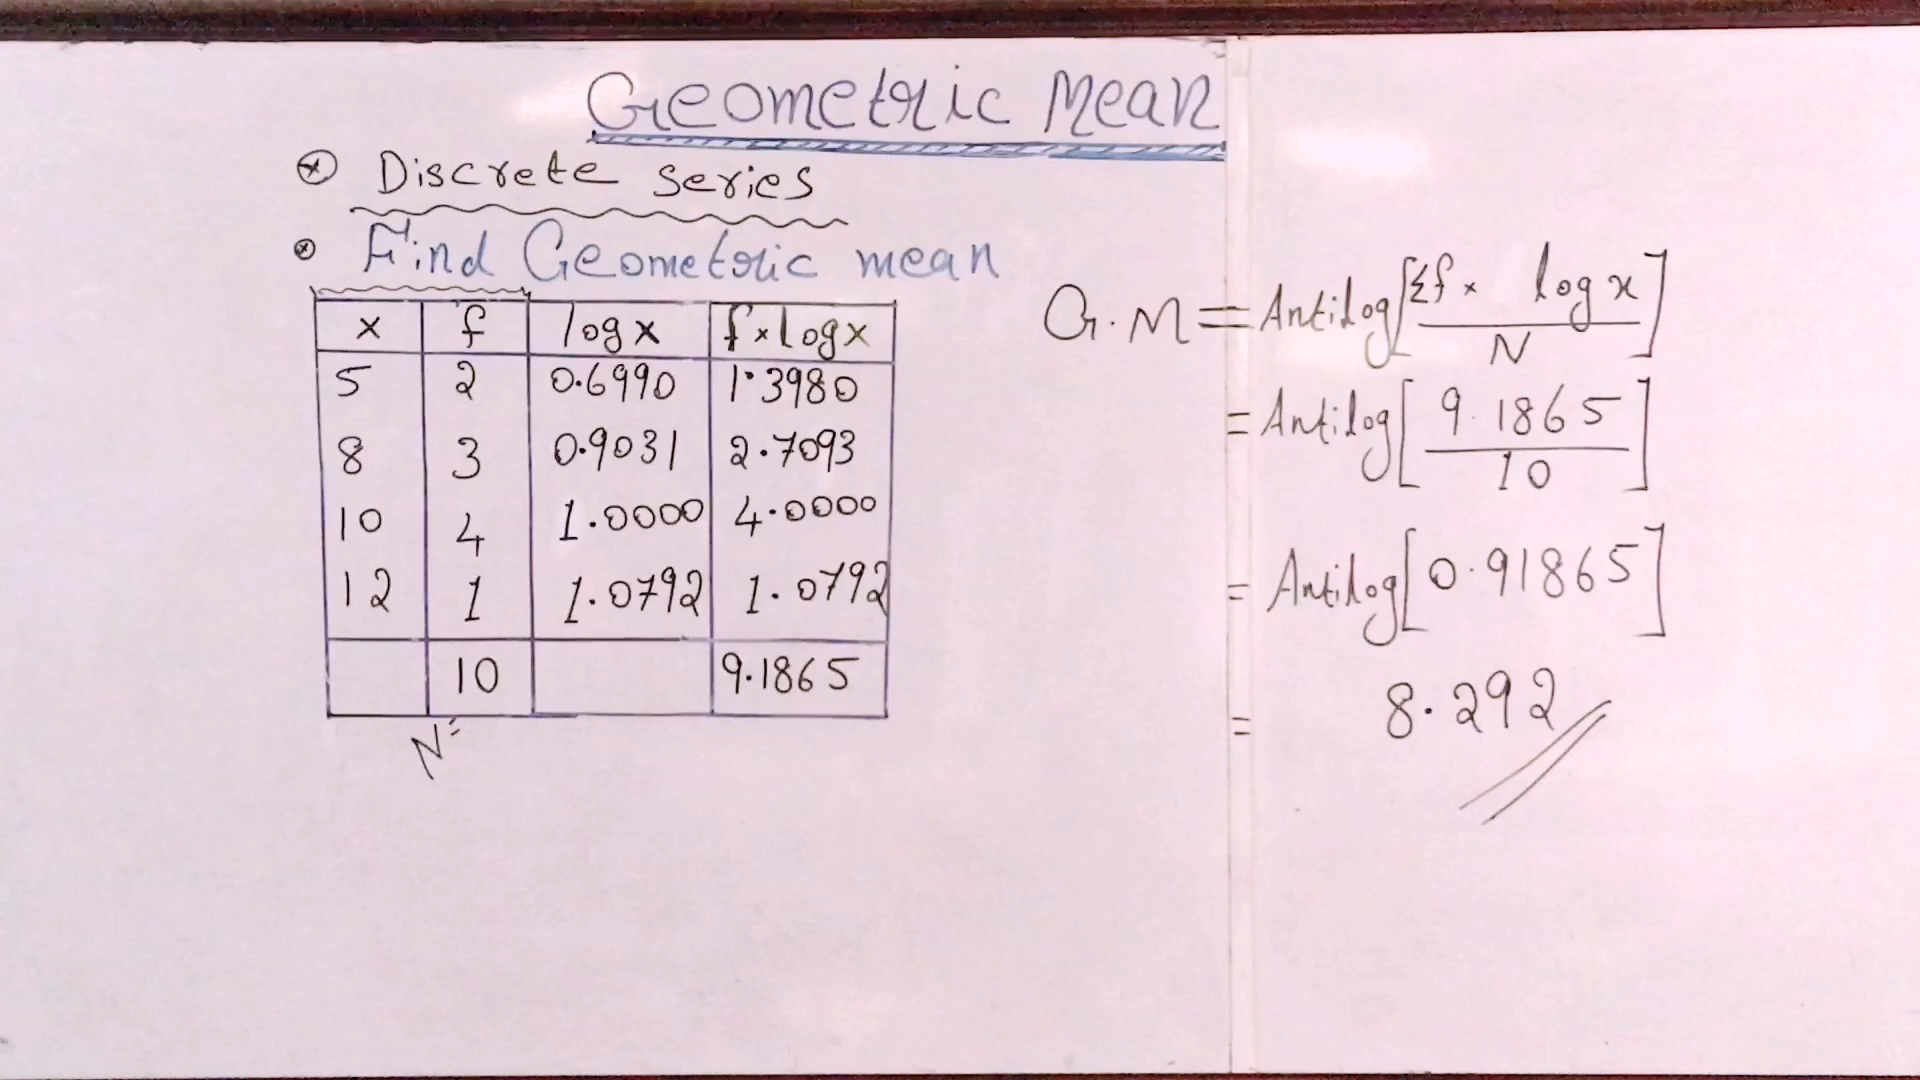 Geometric Mean
Discrete series
Find Geometric mean
x f log x f × log x
5 2 0.6990 1.3980
8 3 0.9031 2.7093
10 4 1.0000 4.0000
12 1 1.0792 1.0792
10 9.1865
N=
G.M = Antilog [Σf × log x / N]
= Antilog [9.1865 / 10]
= Antilog [0.91865]
= 8.292